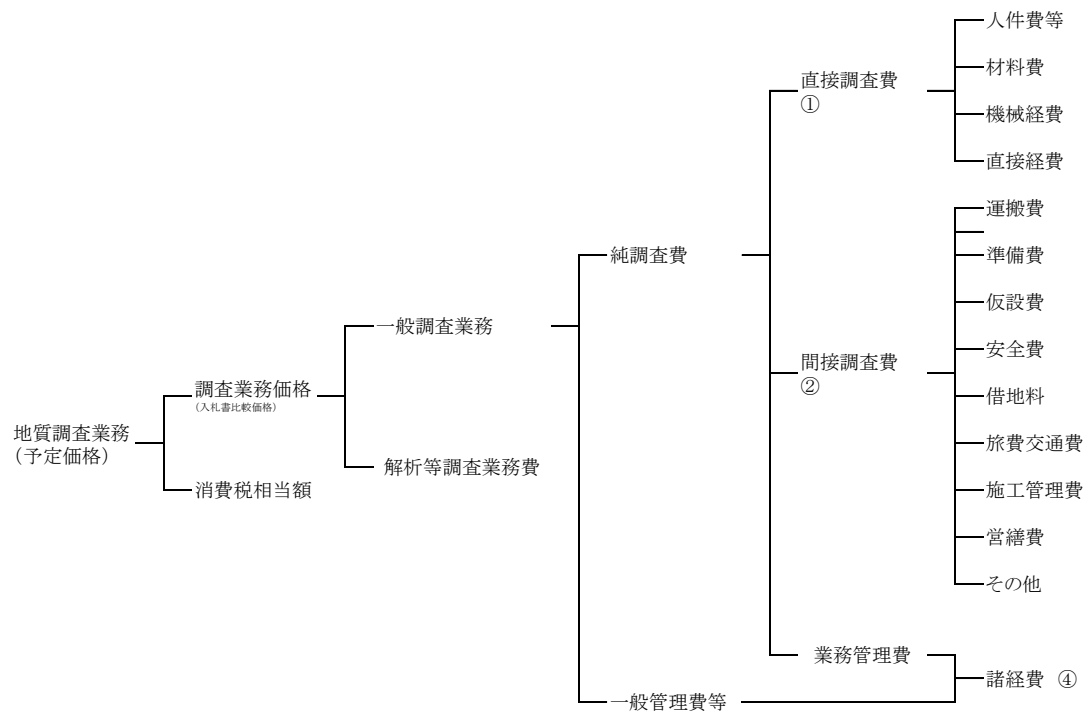 人件費等
材料費
直接調査費
①
機械経費
直接経費
運搬費
準備費
純調査費
仮設費
一般調査業務
安全費
間接調査費
②
調査業務価格
(入札書比較価格)
借地料
地質調査業務
(予定価格)
旅費交通費
解析等調査業務費
消費税相当額
施工管理費
営繕費
その他
業務管理費
諸経費 ④
一般管理費等